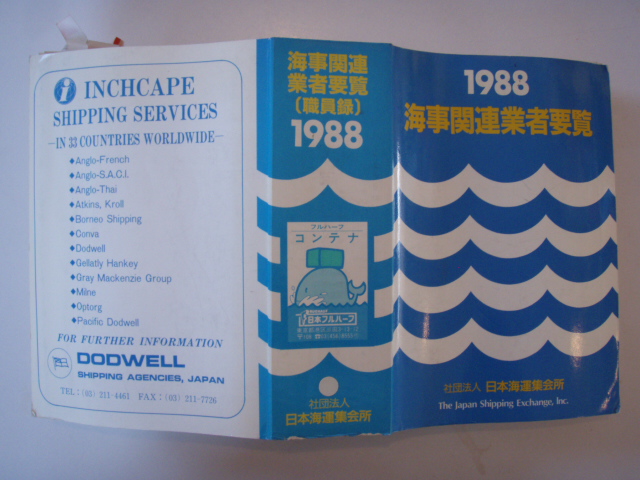 i INCHCAPE
SHIPPING SERVICES
—IN 33 COUNTRIES WORLDWIDE—
◆Anglo-French
◆Anglo-S.A.C.I.
◆Anglo-Thai
◆Atkina, Kroll
◆Borneo Shipping
◆Conva
◆Dodwell
◆Gellatly Hankey
◆Gray Mackenzie Group
◆Milne
◆Optorg
◆Pacific Dodwell
FOR FURTHER INFORMATION
DODWELL
SHIPPING AGENCIES, JAPAN
TEL:(03) 211-4461 FAX:(03) 211-7726
海事関連
業者要覧
(職員録)
1988
フルハーフ
コンテナ
日本フルハーフ
社団法人
日本海運集会所
1988
海事関連業者要覧
社団法人 日本海運集会所
The Japan Shipping Exchange, Inc.